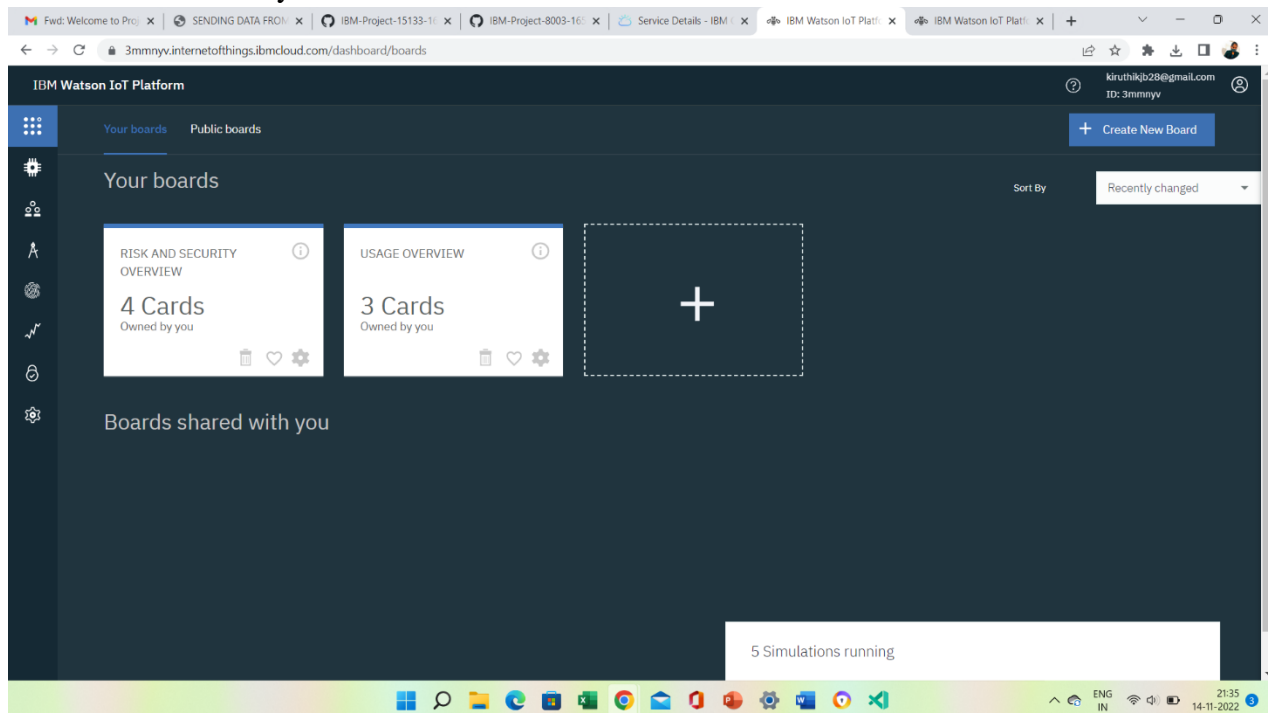 Fwd: Welcome to Proj
SENDING DATA FROM
IBM-Project-15133-1
IBM-Project-8003-165
Service Details - IBM
IBM Watson IoT Platf
IBM Watson IoT Platf
3mmnyv.internetofthings.ibmcloud.com/dashboard/boards
IBM Watson IoT Platform
kiruthikjb28@gmail.com
ID: 3mmnyv
Your boards
Public boards
Create New Board
Your boards
Sort By
Recently changed
RISK AND SECURITY
OVERVIEW
4 Cards
Owned by you
USAGE OVERVIEW
3 Cards
Owned by you
Boards shared with you
5 Simulations running
ENG
IN
21:35
14-11-2022
3